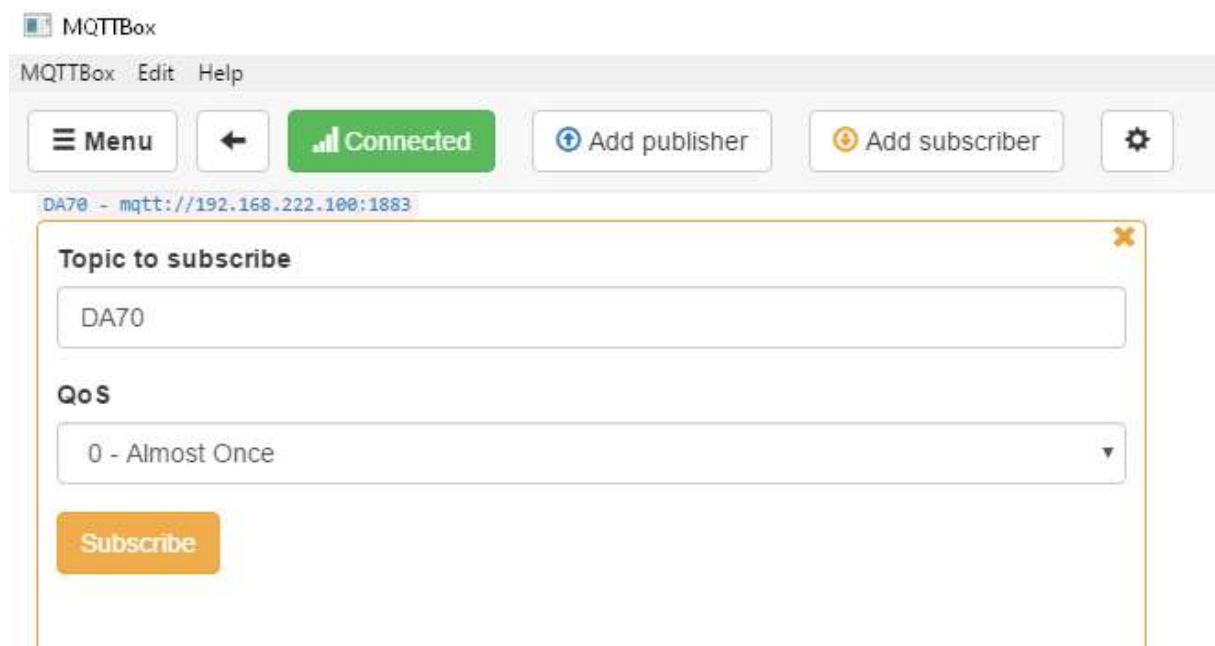 MQTTBox
MQTTBox Edit Help
Menu Connected Add publisher Add subscriber
DA70 - mqtt://192.168.222.100:1883
Topic to subscribe
DA70
QoS
0 - Almost Once
Subscribe